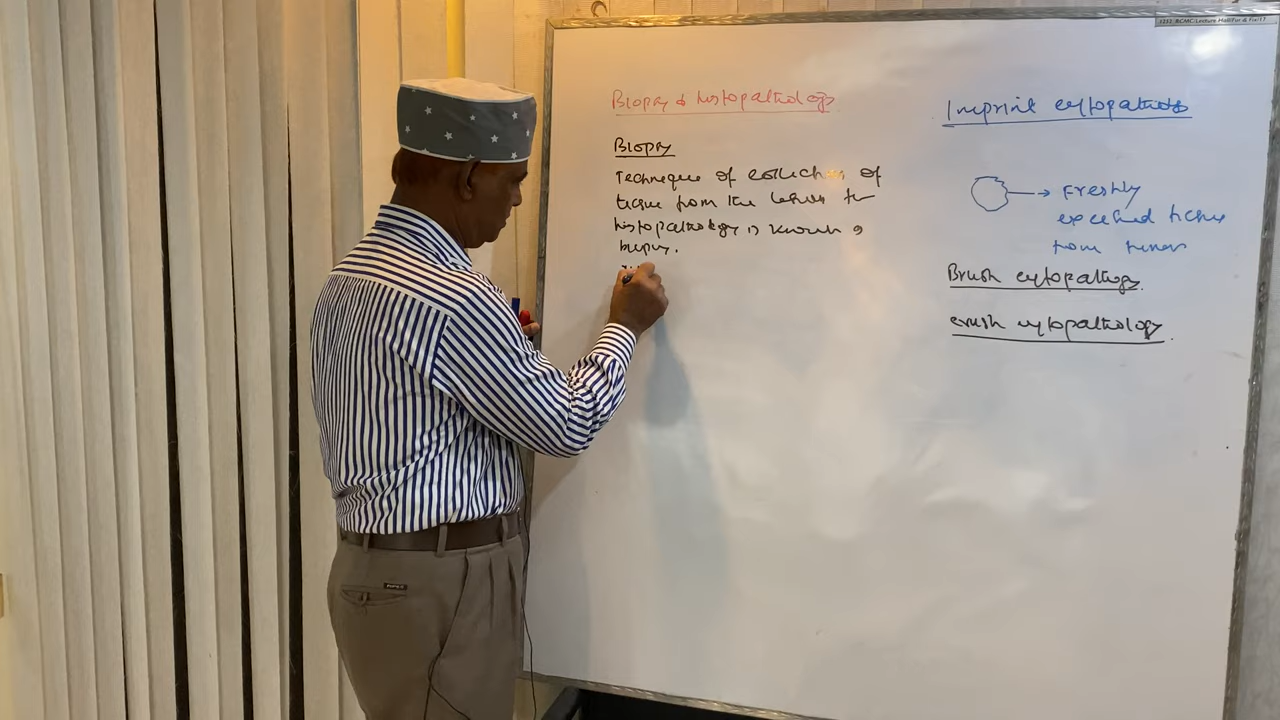 Biopsy & histopathology
Biopsy
Technique of collection of
tissue from the lesion for
histopathology is known as
biopsy.
Imprint cytopathology
Freshly
excised tissue
from tumor
Brush cytopathology.
crush cytopathology.